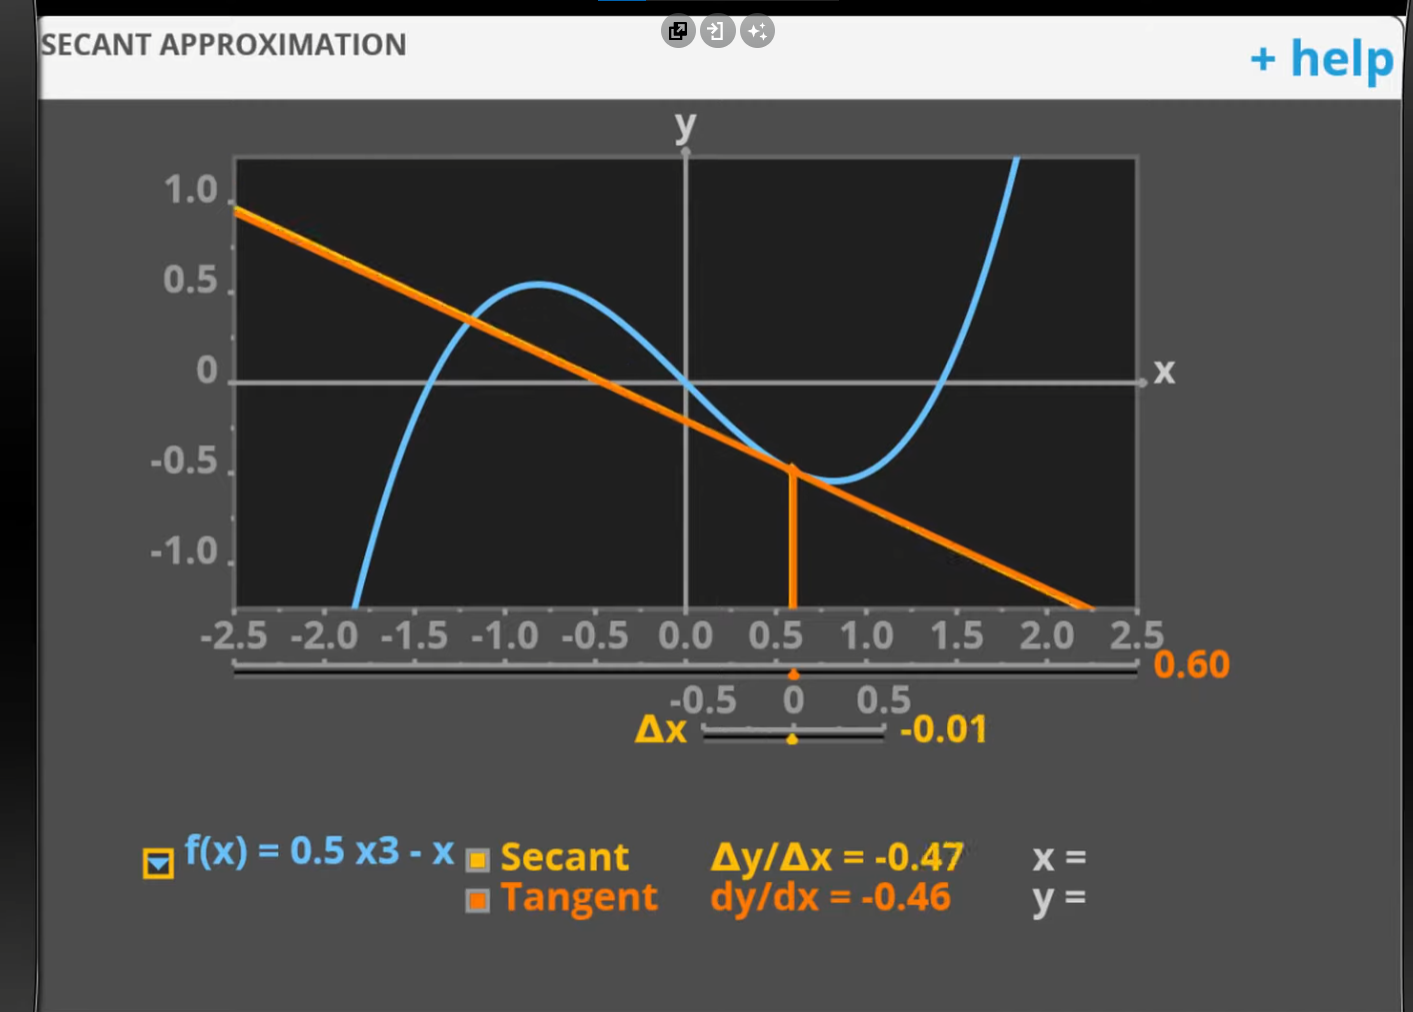 SECANT APPROXIMATION
+ help
y
1.0
0.5
0
x
-0.5
-1.0
-2.5 -2.0 -1.5 -1.0 -0.5 0.0 0.5 1.0 1.5 2.0 2.5
0.60
-0.5 0 0.5
Δx -0.01
f(x) = 0.5 x3 - x Secant Δy/Δx = -0.47 x =
Tangent dy/dx = -0.46 y =